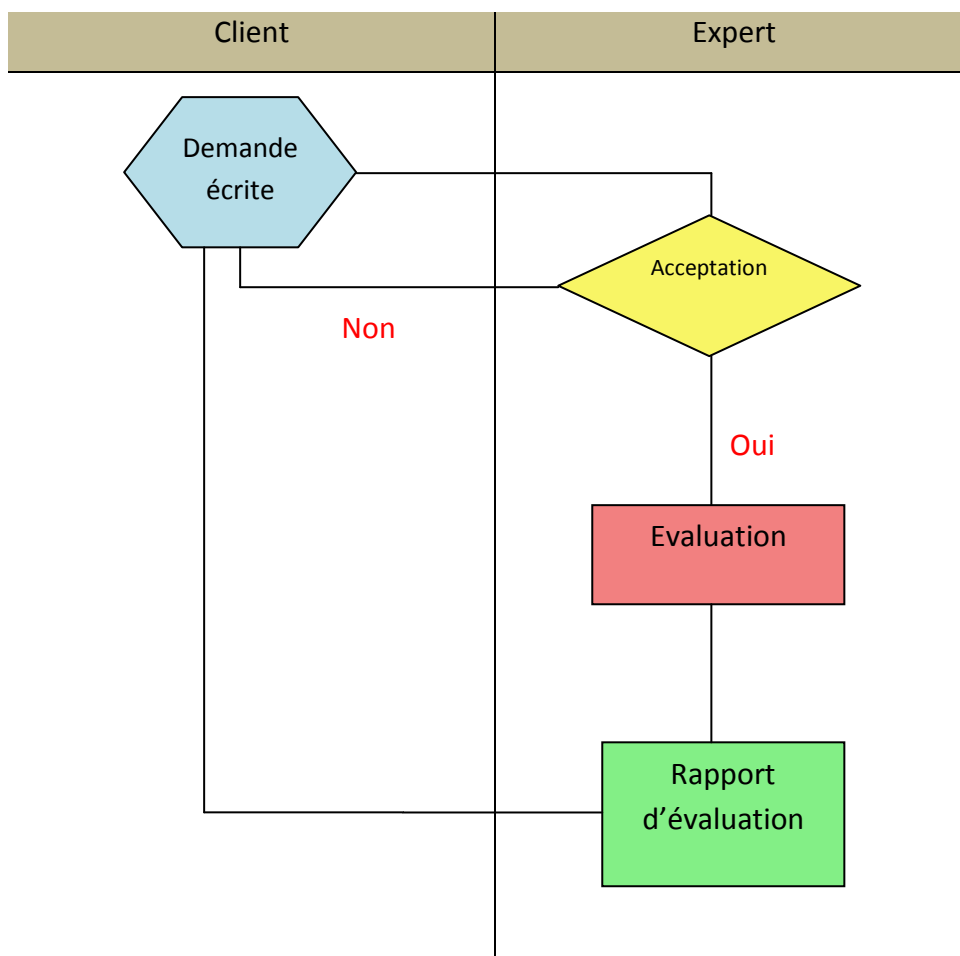 Client
Expert
Demande
écrite
Acceptation
Non
Oui
Evaluation
Rapport
d’évaluation